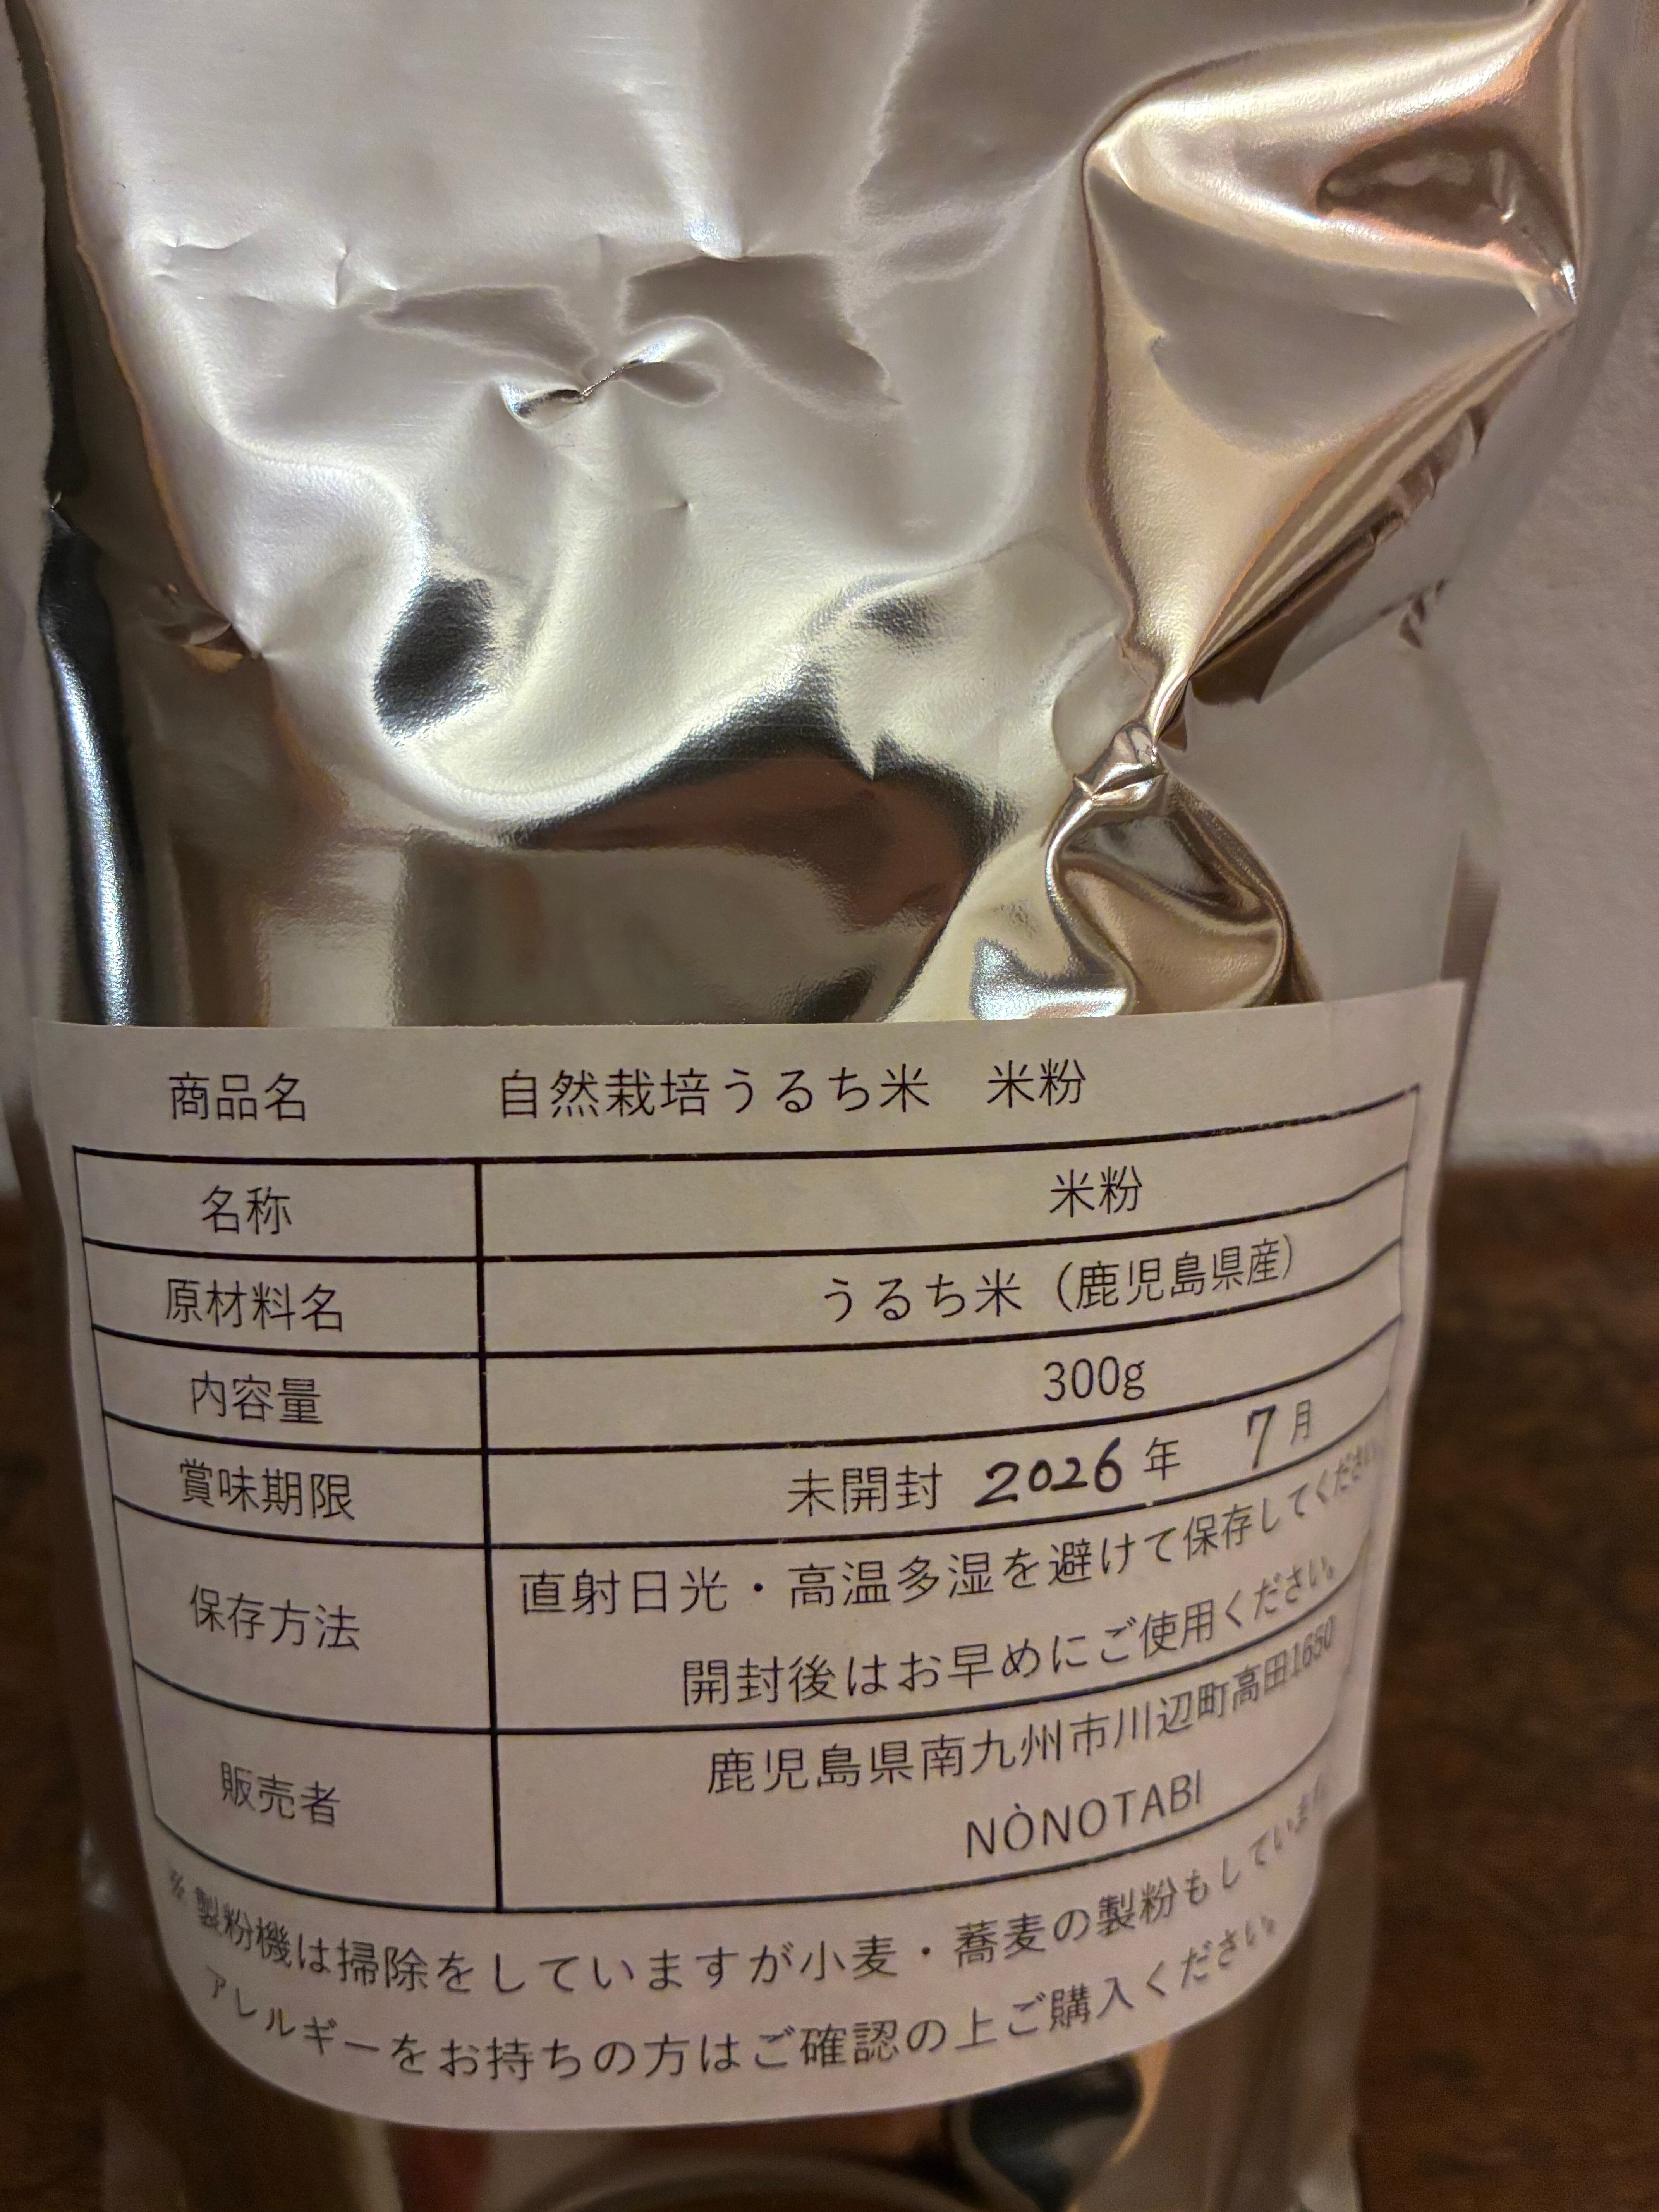 商品名 自然栽培うるち米 米粉
名称 米粉
原材料名 うるち米（鹿児島県産）
内容量 300g
賞味期限 未開封 2026年 7月
保存方法 直射日光・高温多湿を避けて保存してください
開封後はお早めにご使用ください。
販売者 鹿児島県南九州市川辺町高田1650
NÒNOTABI
※ 製粉機は掃除をしていますが小麦・蕎麦の製粉もしています。
アレルギーをお持ちの方はご確認の上ご購入ください。